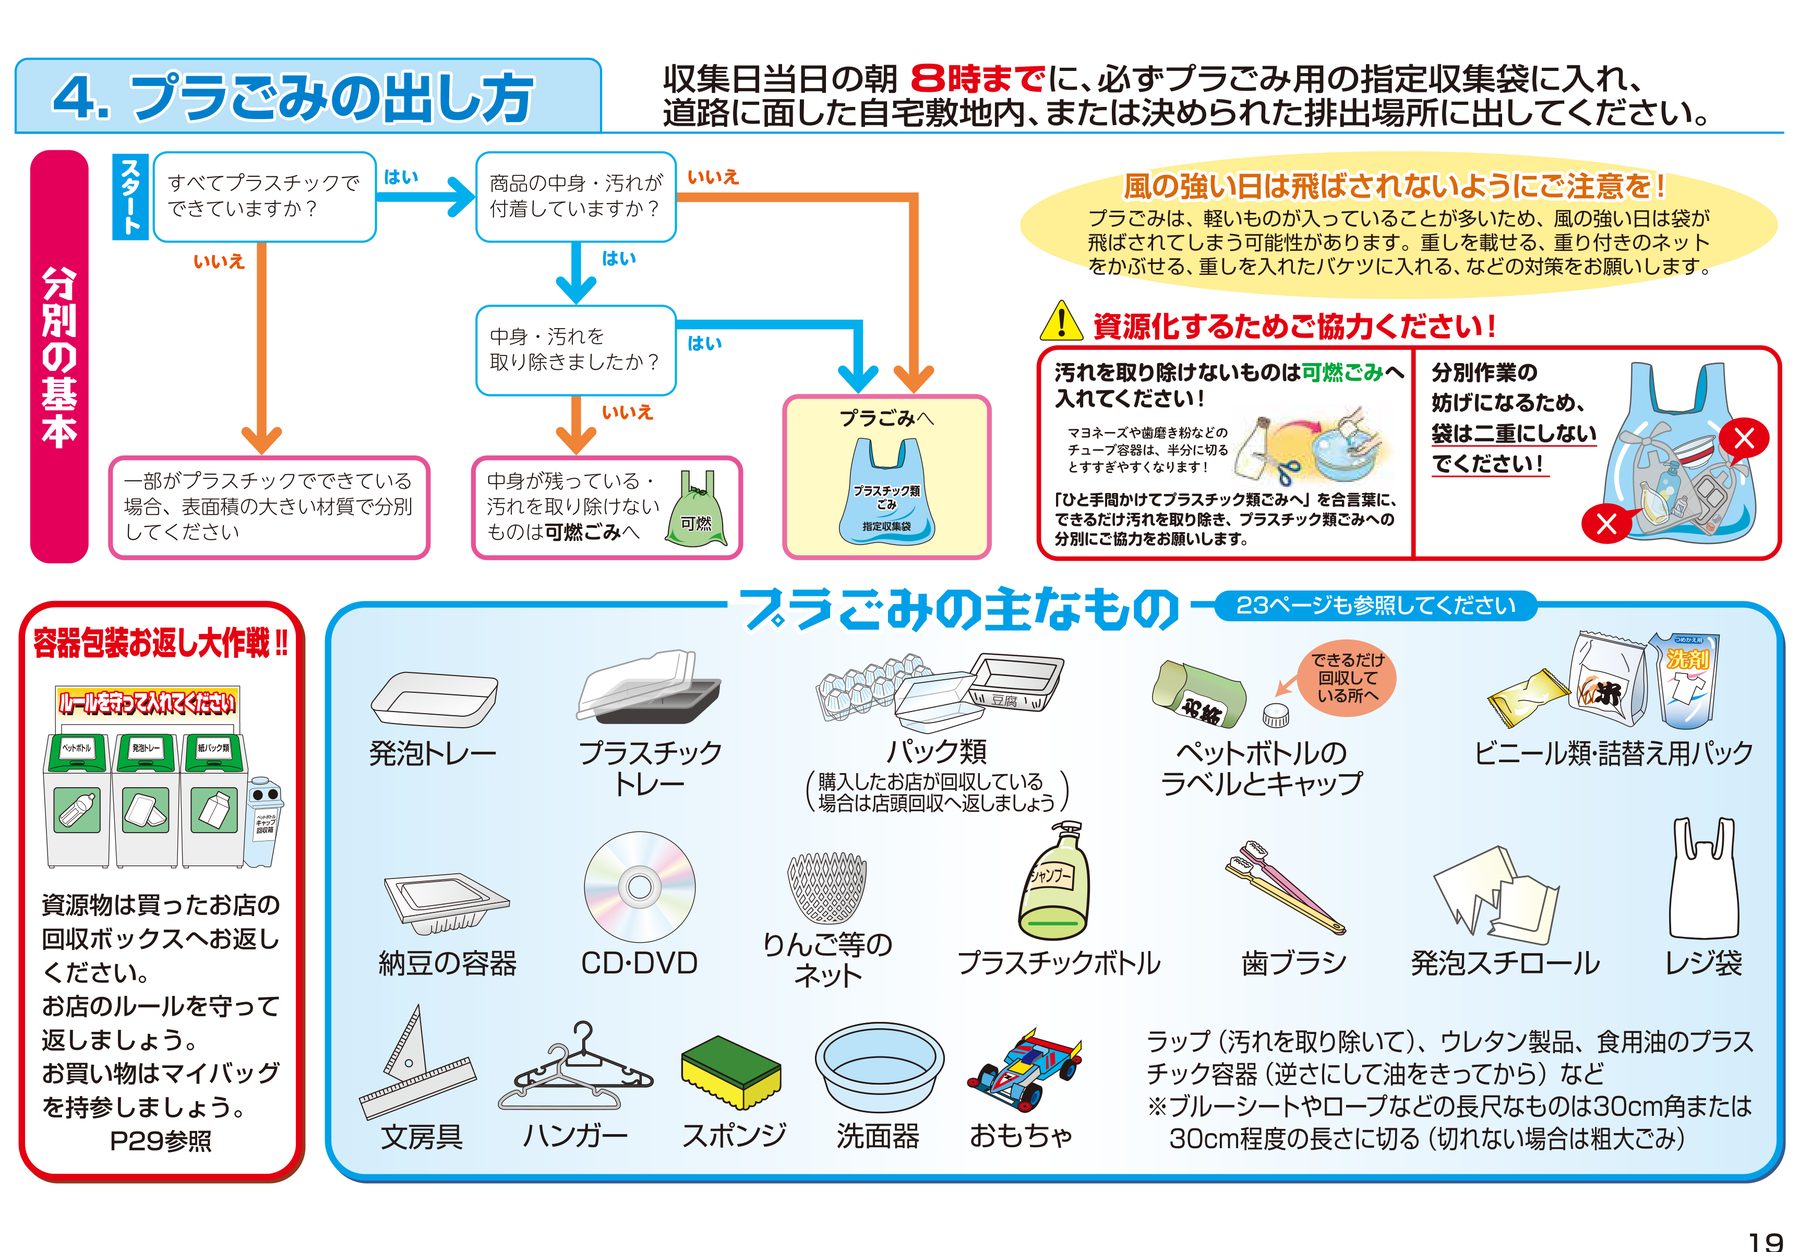 4. プラごみの出し方
収集日当日の朝 8時までに、必ずプラごみ用の指定収集袋に入れ、
道路に面した自宅敷地内、または決められた排出場所に出してください。
分別の基本
スタート
すべてプラスチックで
できていますか？
はい
いいえ
商品の中身・汚れが
付着していますか？
いいえ
はい
中身・汚れを
取り除きましたか？
はい
いいえ
一部がプラスチックでできている
場合、表面積の大きい材質で分別
してください
中身が残っている・
汚れを取り除けない
ものは可燃ごみへ
可燃
プラごみへ
プラスチック類
ごみ
指定収集袋
風の強い日は飛ばされないようにご注意を！
プラごみは、軽いものが入っていることが多いため、風の強い日は袋が
飛ばされてしまう可能性があります。重しを載せる、重り付きのネット
をかぶせる、重しを入れたバケツに入れる、などの対策をお願いします。
資源化するためご協力ください！
汚れを取り除けないものは可燃ごみへ
入れてください！
マヨネーズや歯磨き粉などの
チューブ容器は、半分に切る
とすすぎやすくなります！
「ひと手間かけてプラスチック類ごみへ」を合言葉に、
できるだけ汚れを取り除き、プラスチック類ごみへの
分別にご協力をお願いします。
分別作業の
妨げになるため、
袋は二重にしない
でください！
容器包装お返し大作戦!!
ルールを守って入れてください
ペットボトル
発泡トレー
紙パック類
ペットボトル
キャップ
回収箱
資源物は買ったお店の
回収ボックスへお返し
ください。
お店のルールを守って
返しましょう。
お買い物はマイバッグ
を持参しましょう。
P29参照
プラごみの主なもの
23ページも参照してください
発泡トレー
プラスチック
トレー
豆腐
パック類
（購入したお店が回収している
場合は店頭回収へ返しましょう）
お茶
できるだけ
回収して
いる所へ
ペットボトルの
ラベルとキャップ
米
つめかえ用
洗剤
ビニール類・詰替え用パック
納豆の容器
CD・DVD
りんご等の
ネット
シャンプー
プラスチックボトル
歯ブラシ
発泡スチロール
レジ袋
文房具
ハンガー
スポンジ
洗面器
おもちゃ
ラップ（汚れを取り除いて）、ウレタン製品、食用油のプラス
チック容器（逆さにして油をきってから）など
※ブルーシートやロープなどの長尺なものは30cm角または
30cm程度の長さに切る（切れない場合は粗大ごみ）
19